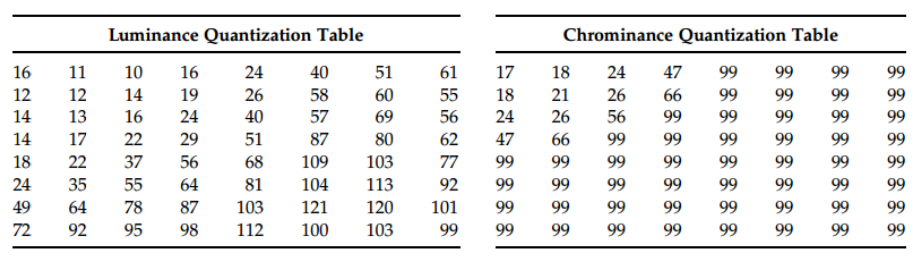 Luminance Quantization Table
16 11 10 16 24 40 51 61
12 12 14 19 26 58 60 55
14 13 16 24 40 57 69 56
14 17 22 29 51 87 80 62
18 22 37 56 68 109 103 77
24 35 55 64 81 104 113 92
49 64 78 87 103 121 120 101
72 92 95 98 112 100 103 99
Chrominance Quantization Table
17 18 24 47 99 99 99 99
18 21 26 66 99 99 99 99
24 26 56 99 99 99 99 99
47 66 99 99 99 99 99 99
99 99 99 99 99 99 99 99
99 99 99 99 99 99 99 99
99 99 99 99 99 99 99 99
99 99 99 99 99 99 99 99